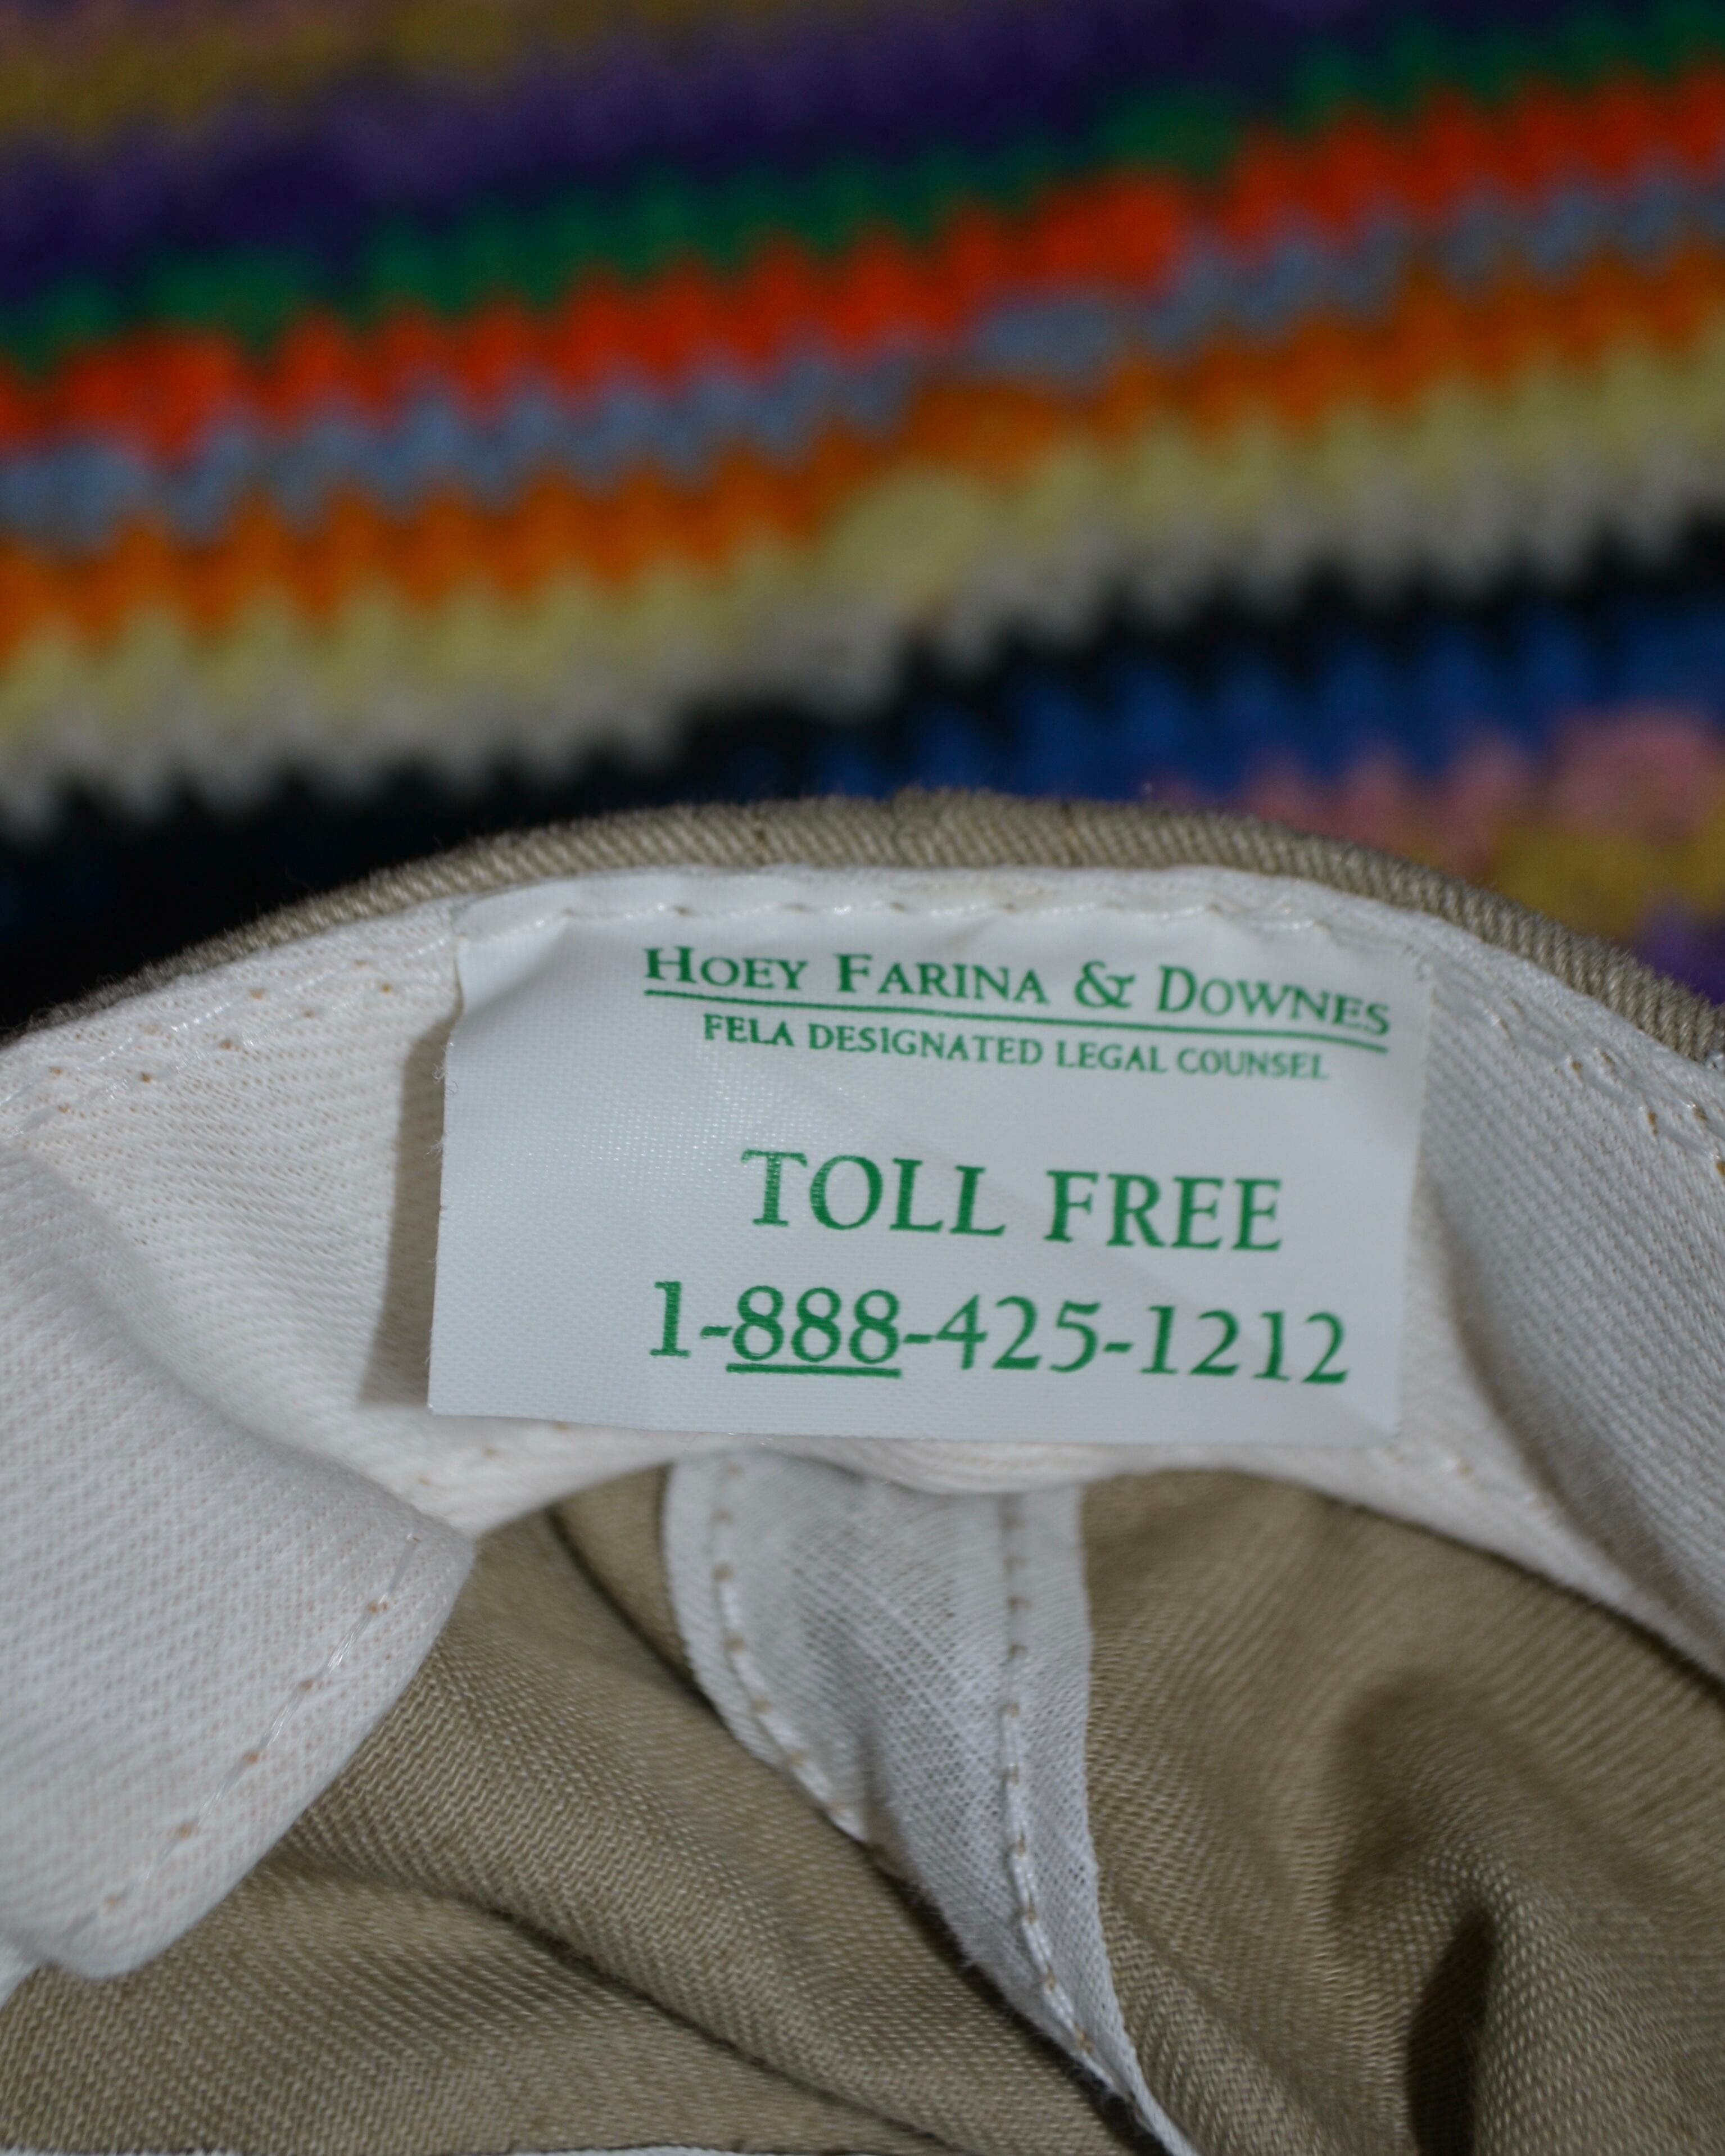 HOEY FARINA & DOWNES
FELA DESIGNATED LEGAL COUNSEL
TOLL FREE
1-888-425-1212